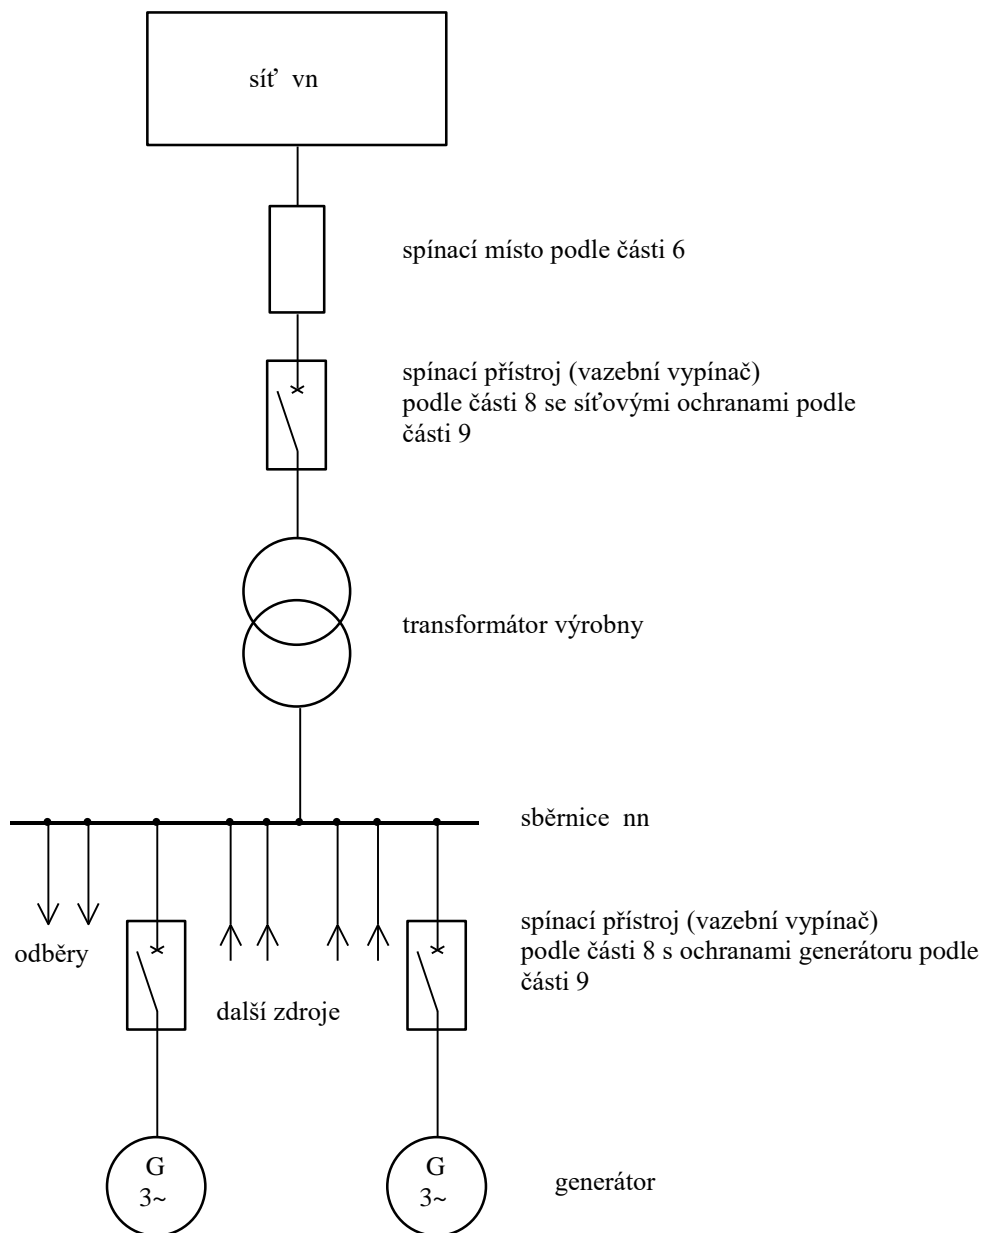 síť vn
spínací místo podle části 6
spínací přístroj (vazební vypínač)
podle části 8 se síťovými ochranami podle
části 9
transformátor výrobny
sběrnice nn
spínací přístroj (vazební vypínač)
podle části 8 s ochranami generátoru podle
části 9
odběry
další zdroje
G
3~
G
3~
generátor